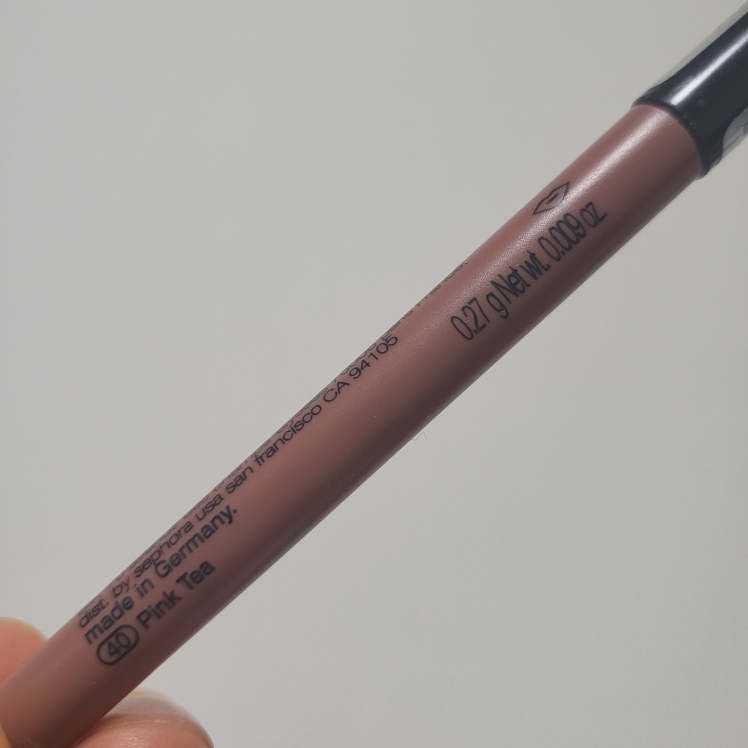 0.27 g Net wt. 0.009 oz
dist. by sephora usa san francisco CA 94105
made in Germany.
40 Pink Tea